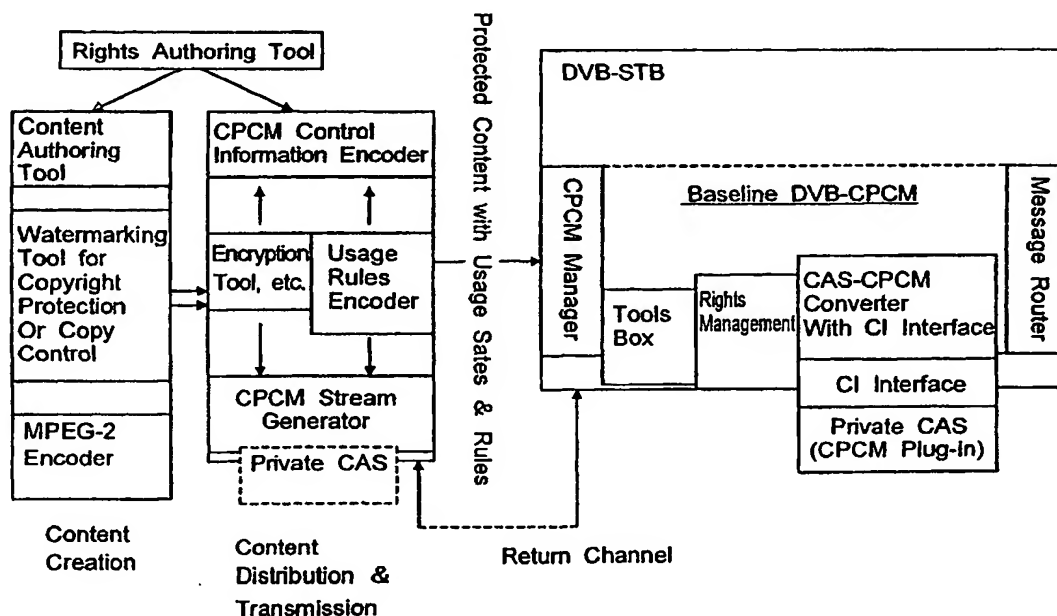 Rights Authoring Tool
Content
Authoring
Tool
Watermarking
Tool for
Copyright
Protection
Or Copy
Control
MPEG-2
Encoder
Content
Creation
CPCM Control
Information Encoder
Encryption
Tool, etc.
Usage
Rules
Encoder
CPCM Stream
Generator
Private CAS
Content
Distribution &
Transmission
Protected Content with Usage Sates & Rules
Return Channel
DVB-STB
CPCM Manager
Baseline DVB-CPCM
Tools
Box
Rights
Management
CAS-CPCM
Converter
With CI Interface
CI Interface
Private CAS
(CPCM Plug-in)
Message Router